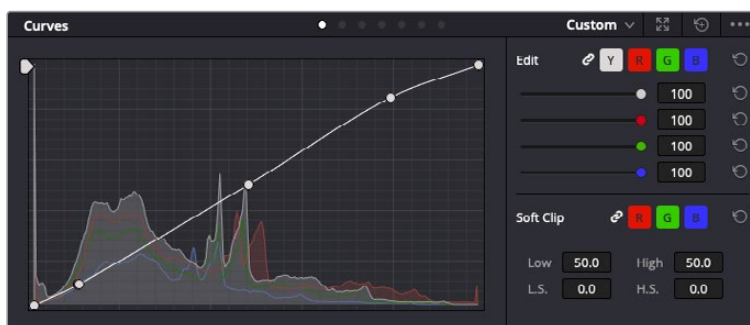 Curves
Custom
Edit Y R G B
100
100
100
100
Soft Clip R G B
Low 50.0 High 50.0
L.S. 0.0 H.S. 0.0